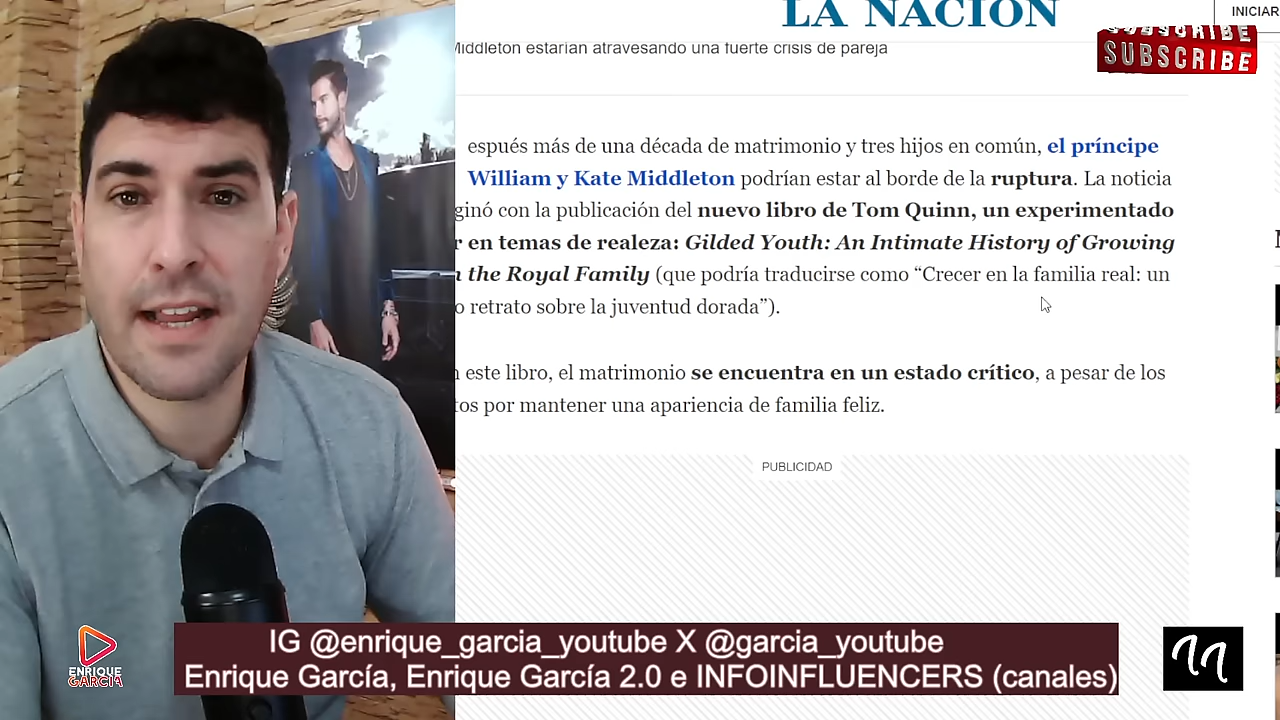 LA NACION
INICIAR
SUBSCRIBE
SUBSCRIBE
Middleton estarían atravesando una fuerte crisis de pareja
espués más de una década de matrimonio y tres hijos en común, el príncipe
William y Kate Middleton podrían estar al borde de la ruptura. La noticia
ginó con la publicación del nuevo libro de Tom Quinn, un experimentado
r en temas de realeza: Gilded Youth: An Intimate History of Growing
n the Royal Family (que podría traducirse como “Crecer en la familia real: un
o retrato sobre la juventud dorada”).
n este libro, el matrimonio se encuentra en un estado crítico, a pesar de los
tos por mantener una apariencia de familia feliz.
PUBLICIDAD
IG @enrique_garcia_youtube X @garcia_youtube
Enrique García, Enrique García 2.0 e INFOINFLUENCERS (canales)
ENRIQUE
GARCÍA